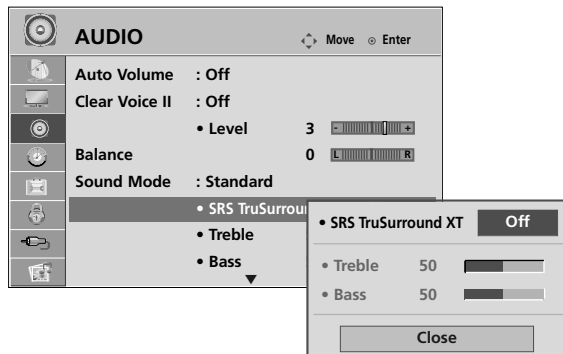 AUDIO
Move Enter
Auto Volume : Off
Clear Voice II : Off
• Level 3 - +
Balance 0 L R
Sound Mode : Standard
• SRS TruSurrou
• Treble
• Bass
▼
• SRS TruSurround XT Off
• Treble 50
• Bass 50
Close